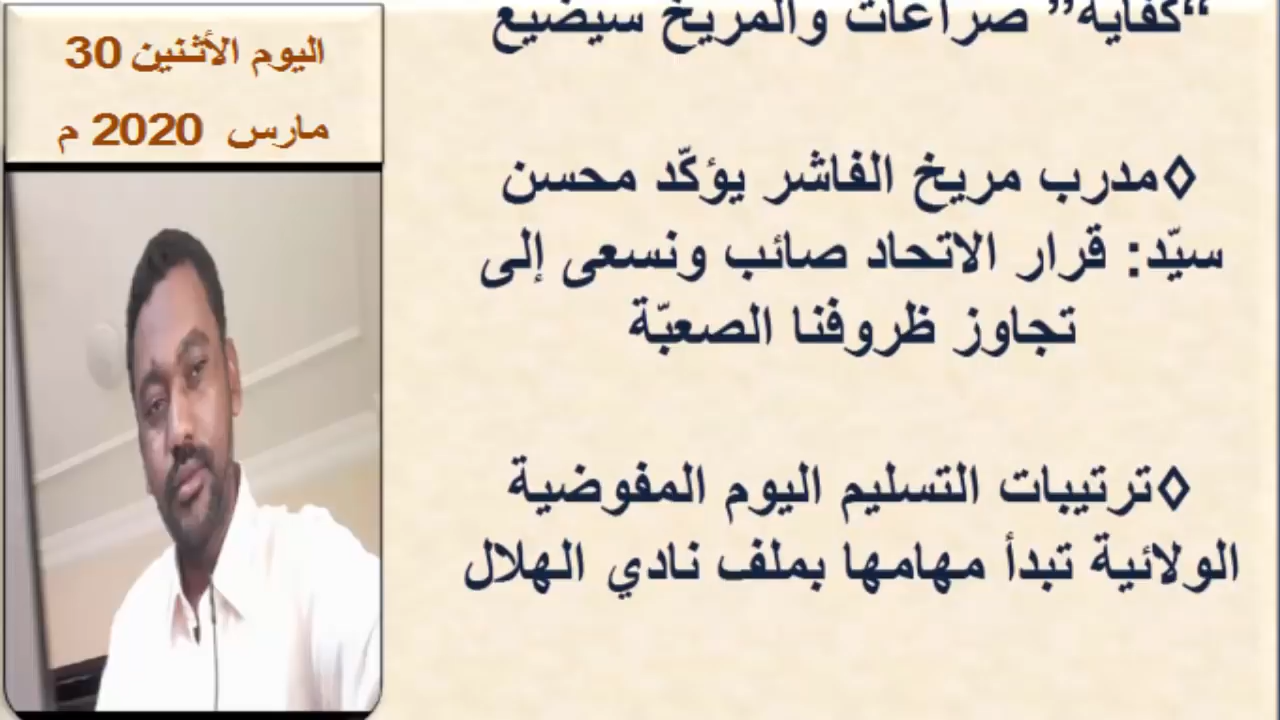 “كفاية” صراعات والمريخ سيضيع
◊مدرب مريخ الفاشر يؤكّد محسن
سيّد: قرار الاتحاد صائب ونسعى إلى
تجاوز ظروفنا الصعبّة
◊ترتيبات التسليم اليوم المفوضية
الولائية تبدأ مهامها بملف نادي الهلال
اليوم الأثنين 30
مارس 2020 م